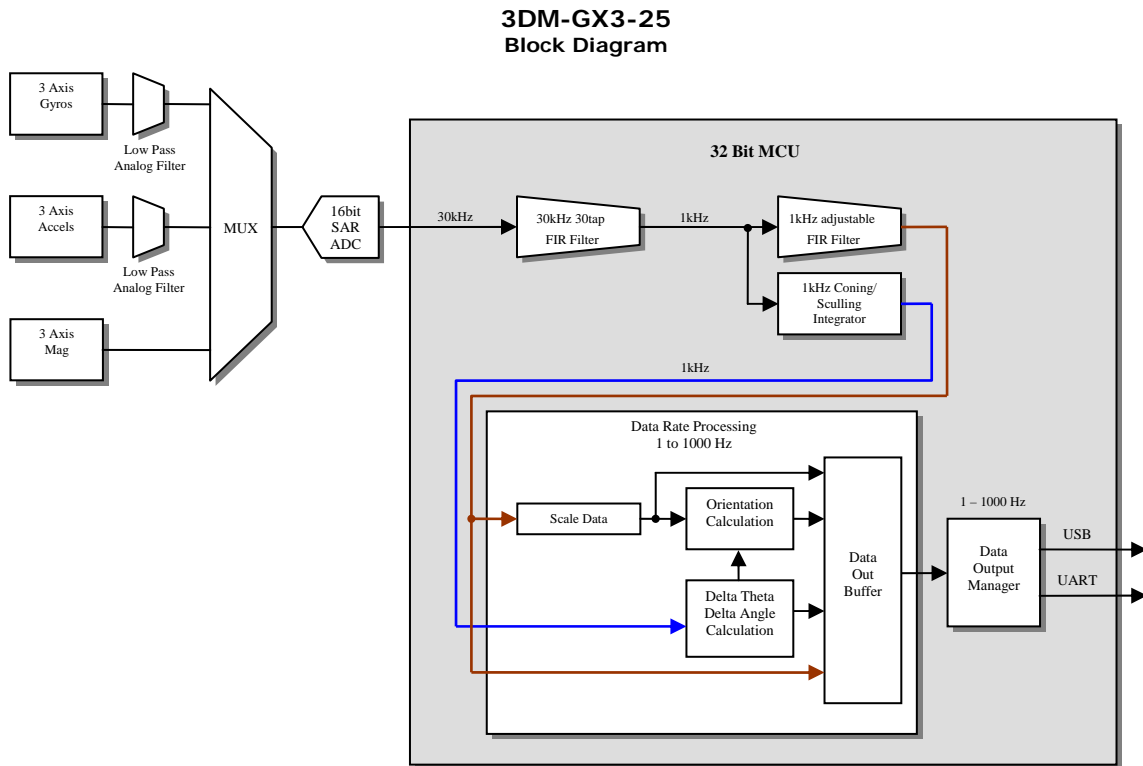 3DM-GX3-25
Block Diagram
3 Axis
Gyros
Low Pass
Analog Filter
3 Axis
Accels
Low Pass
Analog Filter
3 Axis
Mag
MUX
16bit
SAR
ADC
32 Bit MCU
30kHz
30kHz 30tap
FIR Filter
1kHz
1kHz adjustable
FIR Filter
1kHz Coning/
Sculling
Integrator
1kHz
Data Rate Processing
1 to 1000 Hz
Scale Data
Orientation
Calculation
Delta Theta
Delta Angle
Calculation
Data
Out
Buffer
1 – 1000 Hz
Data
Output
Manager
USB
UART